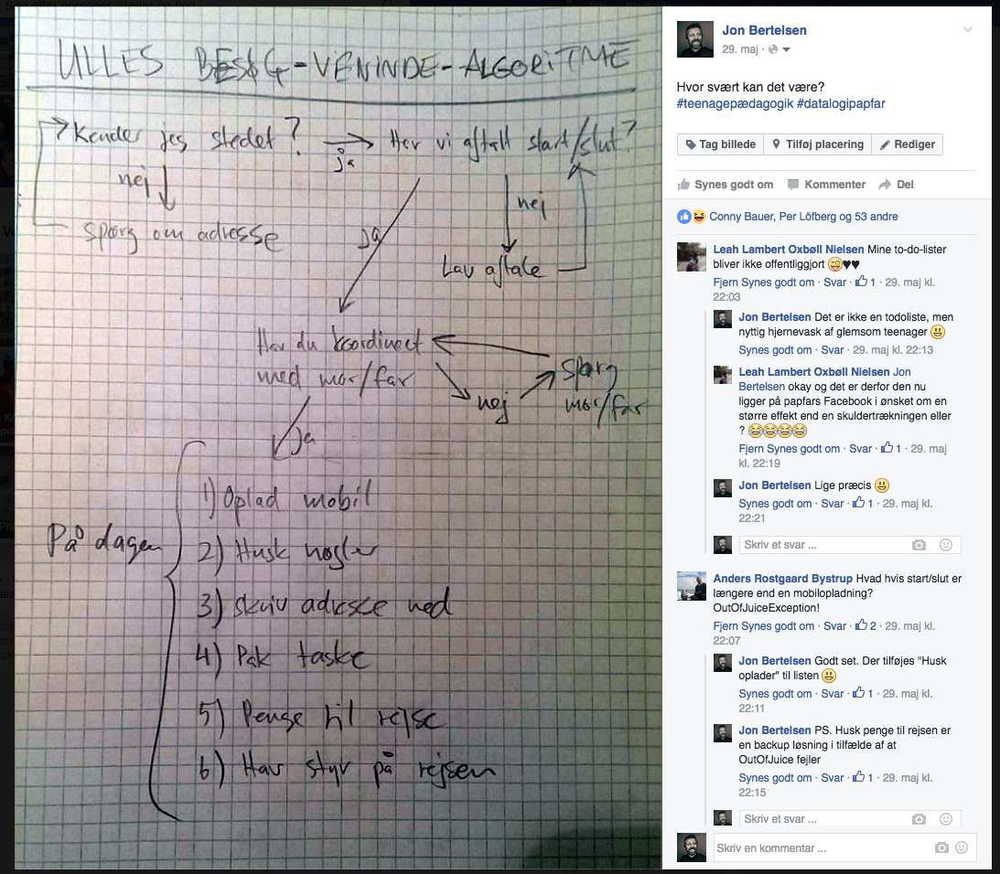 ULLES BESØG-VENINDE-ALGORITME
Kender jeg stedet?
ja
Har vi aftalt start/slut?
nej
spørg om adresse
ja
nej
Lav aftale
Har du koordineret
med mor/far
nej
spørg
mor/far
ja
På dagen
1) Oplad mobil
2) Husk nøgler
3) skriv adresse ned
4) Pak taske
5) Penge til rejse
6) Hav styr på rejsen
Jon Bertelsen
29. maj ·
Hvor svært kan det være?
#teenagepædagogik #datalogipapfar
Tag billede
Tilføj placering
Rediger
Synes godt om
Kommenter
Del
Conny Bauer, Per Löfberg og 53 andre
Leah Lambert Oxbøll Nielsen Mine to-do-lister
bliver ikke offentliggjort 😜♥♥
Fjern Synes godt om · Svar · 1 · 29. maj kl.
22:03
Jon Bertelsen Det er ikke en todoliste, men
nyttig hjernevask af glemsom teenager 😃
Synes godt om · Svar · 29. maj kl. 22:13
Leah Lambert Oxbøll Nielsen Jon
Bertelsen okay og det er derfor den nu
ligger på papfars Facebook i ønsket om en
større effekt end en skuldertrækningen eller
? 😂😂😂😂
Fjern Synes godt om · Svar · 1 · 29. maj
kl. 22:19
Jon Bertelsen Lige præcis 😃
Synes godt om · Svar · 1 · 29. maj kl.
22:21
Skriv et svar ...
Anders Rostgaard Bystrup Hvad hvis start/slut er
længere end en mobilopladning?
OutOfJuiceException!
Fjern Synes godt om · Svar · 2 · 29. maj kl.
22:07
Jon Bertelsen Godt set. Der tilføjes "Husk
oplader" til listen 😃
Synes godt om · Svar · 1 · 29. maj kl.
22:11
Jon Bertelsen PS. Husk penge til rejsen er
en backup løsning i tilfælde af at
OutOfJuice fejler
Synes godt om · Svar · 1 · 29. maj kl.
22:15
Skriv et svar ...
Skriv en kommentar ...